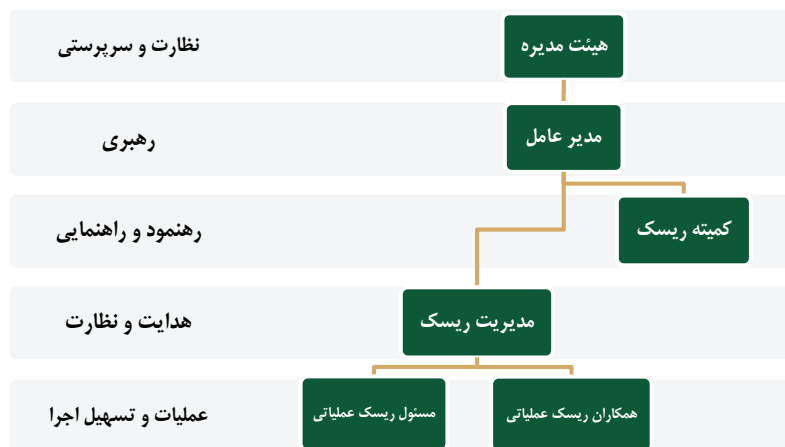 هیئت مدیره
نظارت و سرپرستی
مدیر عامل
رهبری
کمیته ریسک
رهنمود و راهنمایی
مدیریت ریسک
هدایت و نظارت
همکاران ریسک عملیاتی
مسئول ریسک عملیاتی
عملیات و تسهیل اجرا